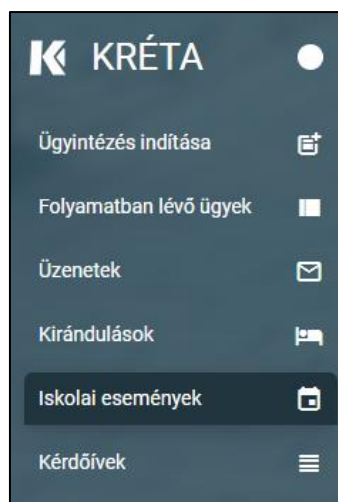 KRÉTA
Ügyintézés indítása
Folyamatban lévő ügyek
Üzenetek
Kirándulások
Iskolai események
Kérdőívek